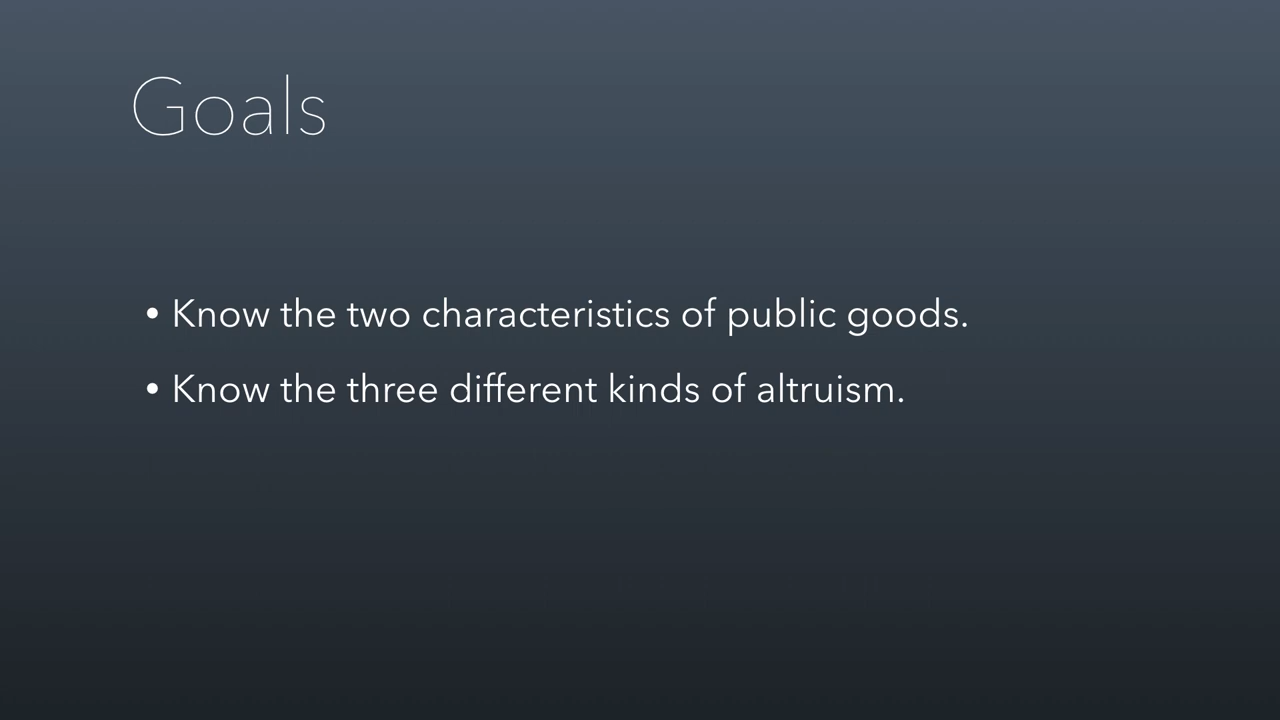 Goals
• Know the two characteristics of public goods.
• Know the three different kinds of altruism.